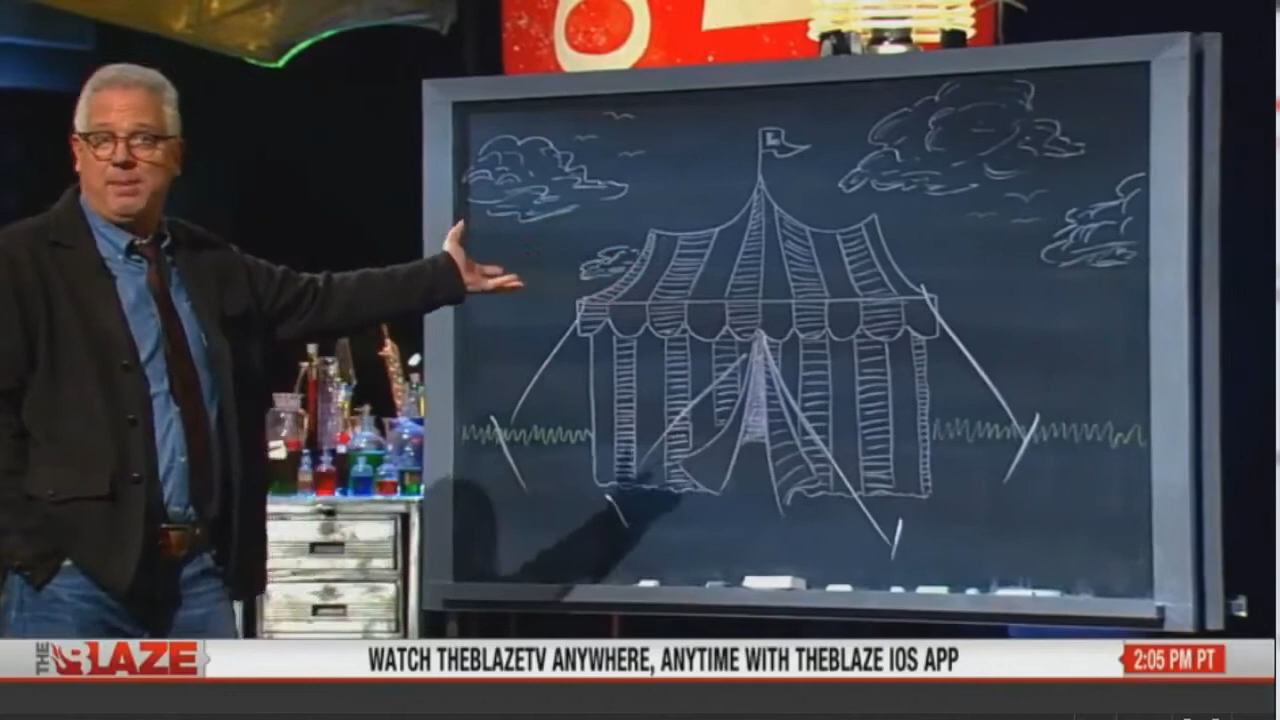 L
THE BLAZE
WATCH THEBLAZETV ANYWHERE, ANYTIME WITH THEBLAZE IOS APP
2:05 PM PT